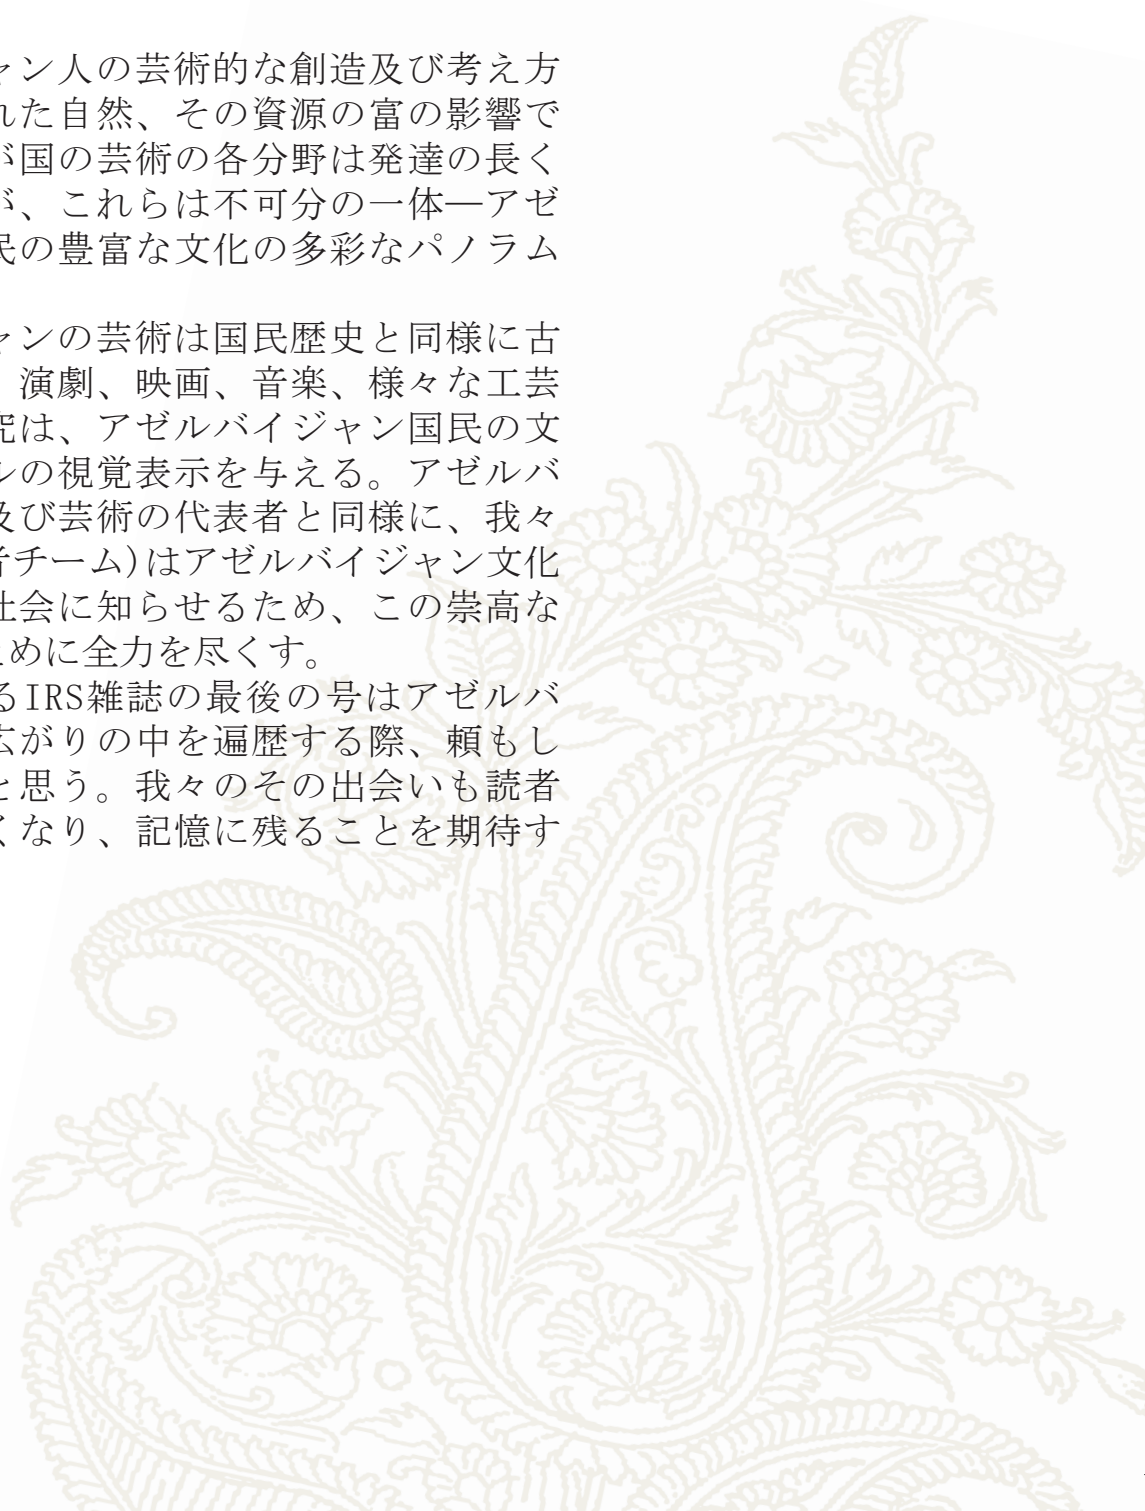 ャン人の芸術的な創造及び考え方
れた自然、その資源の富の影響で
が国の芸術の各分野は発達の長く
が、これらは不可分の一体―アゼ
民の豊富な文化の多彩なパノラム
ャンの芸術は国民歴史と同様に古
演劇、映画、音楽、様々な工芸
究は、アゼルバイジャン国民の文
ルの視覚表示を与える。アゼルバ
及び芸術の代表者と同様に、我々
者チーム)はアゼルバイジャン文化
社会に知らせるため、この崇高な
ために全力を尽くす。
るIRS雑誌の最後の号はアゼルバ
広がりの中を遍歴する際、頼もし
と思う。我々のその出会いも読者
くなり、記憶に残ることを期待す